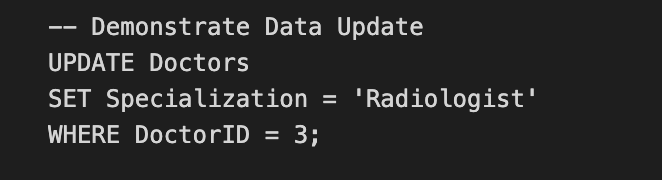 -- Demonstrate Data Update
UPDATE Doctors
SET Specialization = 'Radiologist'
WHERE DoctorID = 3;